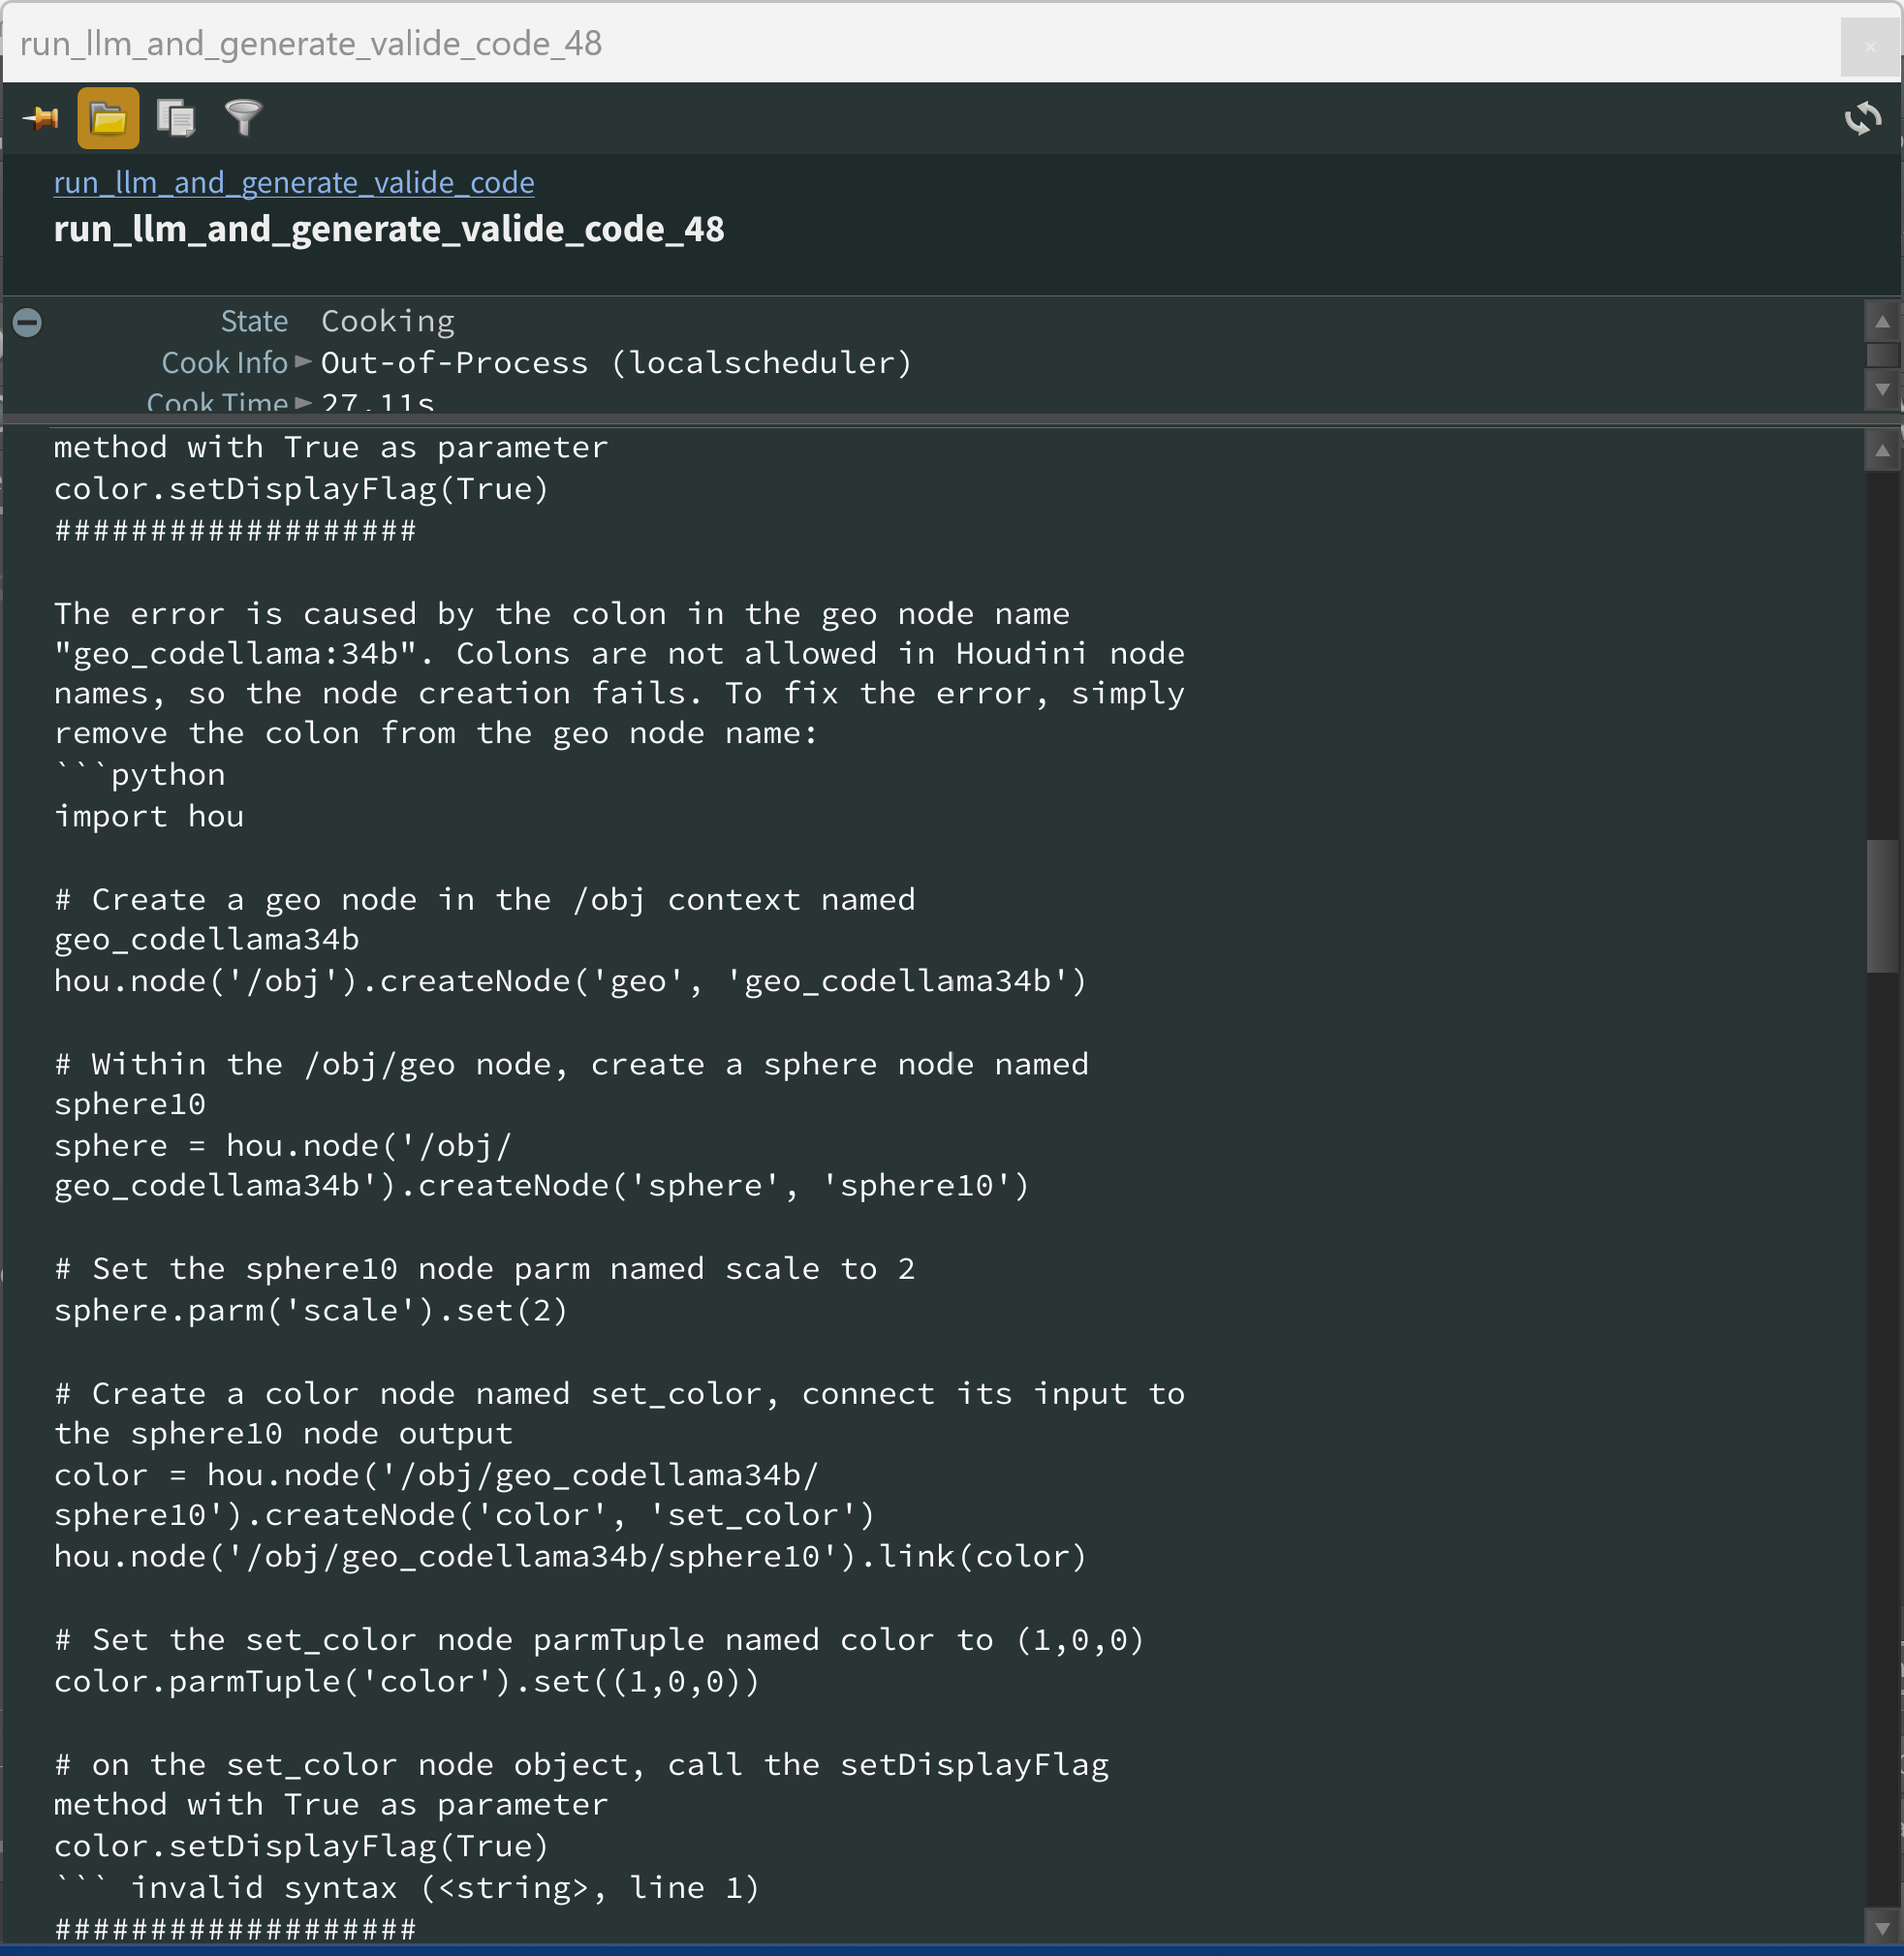 run_llm_and_generate_valide_code_48
run_llm_and_generate_valide_code
run_llm_and_generate_valide_code_48
State Cooking
Cook Info Out-of-Process (localscheduler)
Cook Time 27.11s
method with True as parameter
color.setDisplayFlag(True)
###################
The error is caused by the colon in the geo node name
"geo_codellama:34b". Colons are not allowed in Houdini node
names, so the node creation fails. To fix the error, simply
remove the colon from the geo node name:
```python
import hou
# Create a geo node in the /obj context named
geo_codellama34b
hou.node('/obj').createNode('geo', 'geo_codellama34b')
# Within the /obj/geo node, create a sphere node named
sphere10
sphere = hou.node('/obj/
geo_codellama34b').createNode('sphere', 'sphere10')
# Set the sphere10 node parm named scale to 2
sphere.parm('scale').set(2)
# Create a color node named set_color, connect its input to
the sphere10 node output
color = hou.node('/obj/geo_codellama34b/
sphere10').createNode('color', 'set_color')
hou.node('/obj/geo_codellama34b/sphere10').link(color)
# Set the set_color node parmTuple named color to (1,0,0)
color.parmTuple('color').set((1,0,0))
# on the set_color node object, call the setDisplayFlag
method with True as parameter
color.setDisplayFlag(True)
``` invalid syntax (<string>, line 1)
###################